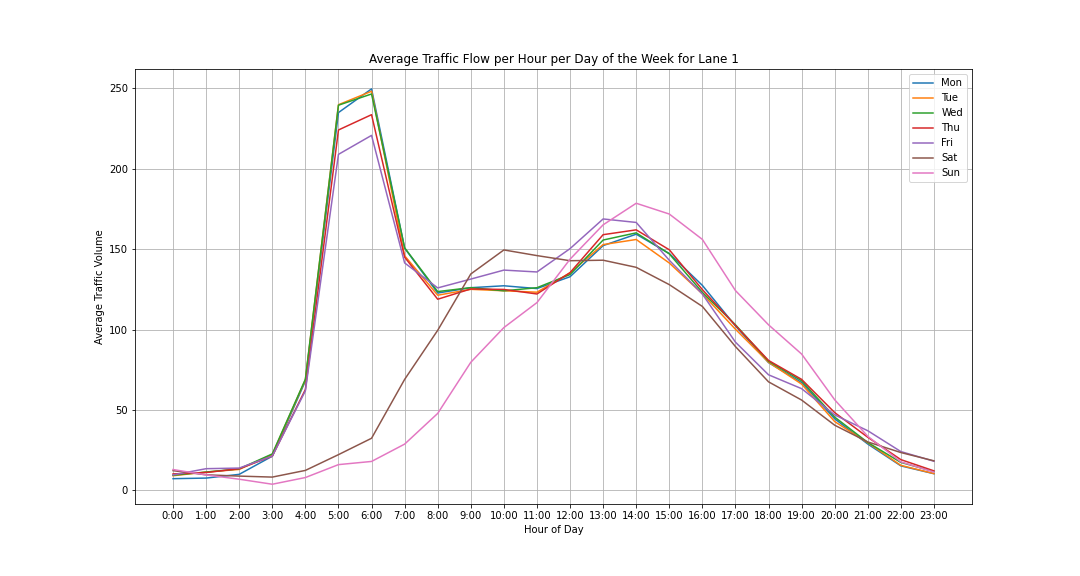 Average Traffic Flow per Hour per Day of the Week for Lane 1
Mon
Tue
Wed
Thu
Fri
Sat
Sun
250
200
150
100
50
0
Average Traffic Volume
0:00 1:00 2:00 3:00 4:00 5:00 6:00 7:00 8:00 9:00 10:00 11:00 12:00 13:00 14:00 15:00 16:00 17:00 18:00 19:00 20:00 21:00 22:00 23:00
Hour of Day